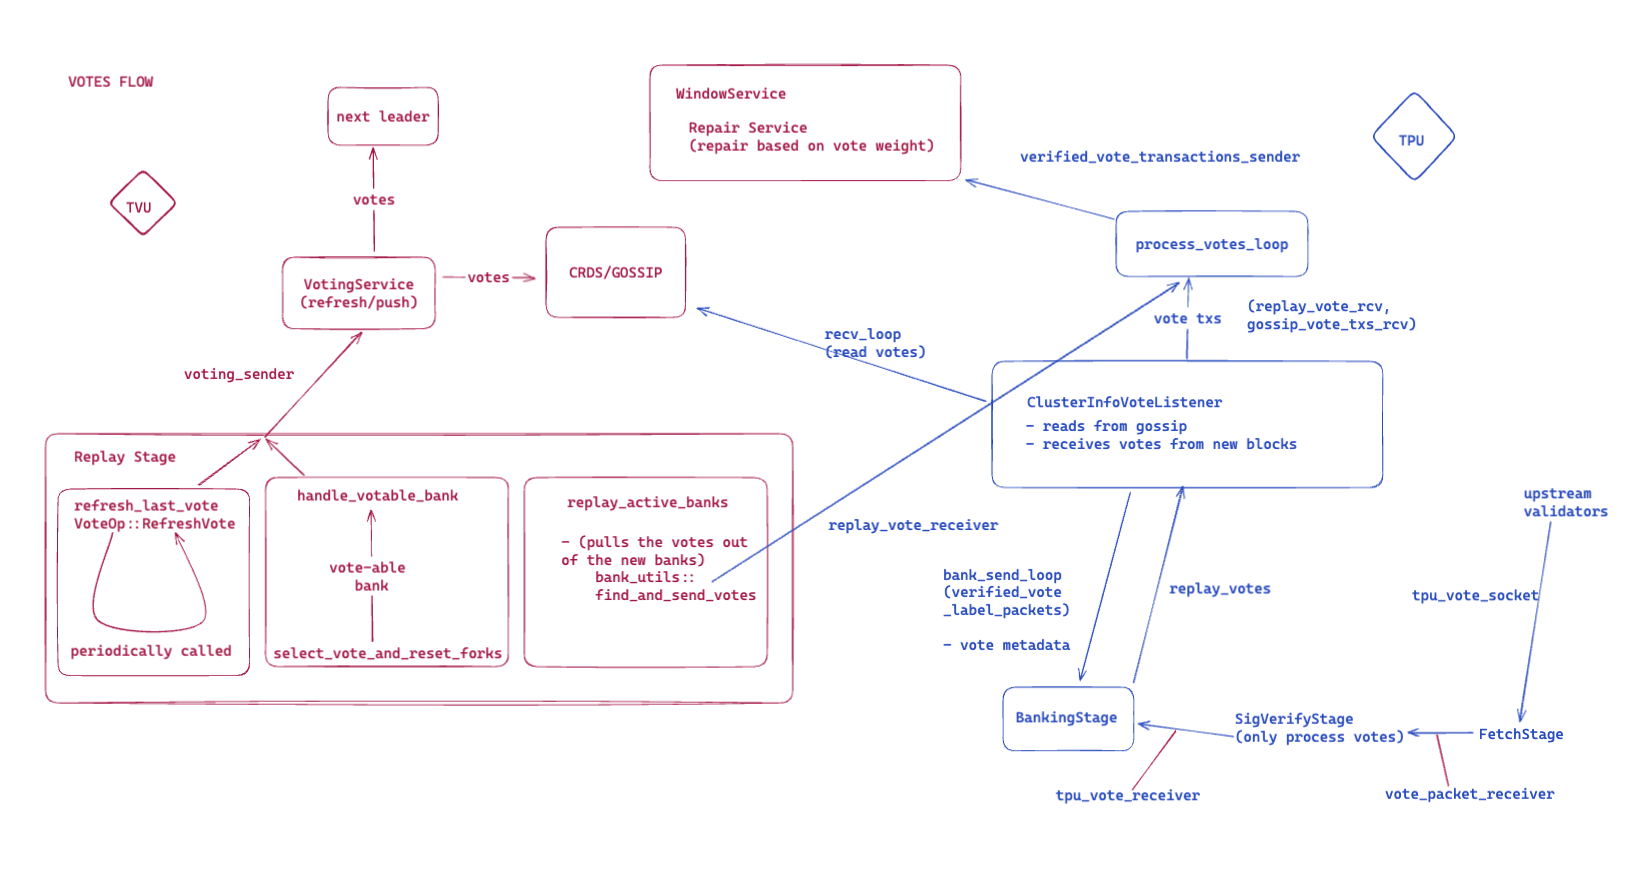 VOTES FLOW
TVU
next leader
votes
VotingService
(refresh/push)
votes
CRDS/GOSSIP
voting_sender
WindowService
Repair Service
(repair based on vote weight)
verified_vote_transactions_sender
TPU
process_votes_loop
vote txs
(replay_vote_rcv,
gossip_vote_txs_rcv)
recv_loop
(read votes)
ClusterInfoVoteListener
- reads from gossip
- receives votes from new blocks
Replay Stage
refresh_last_vote
VoteOp::RefreshVote
periodically called
handle_votable_bank
vote-able
bank
select_vote_and_reset_forks
replay_active_banks
- (pulls the votes out
of the new banks)
bank_utils::
find_and_send_votes
replay_vote_receiver
bank_send_loop
(verified_vote
_label_packets)
- vote metadata
replay_votes
upstream
validators
tpu_vote_socket
BankingStage
SigVerifyStage
(only process votes)
FetchStage
tpu_vote_receiver
vote_packet_receiver